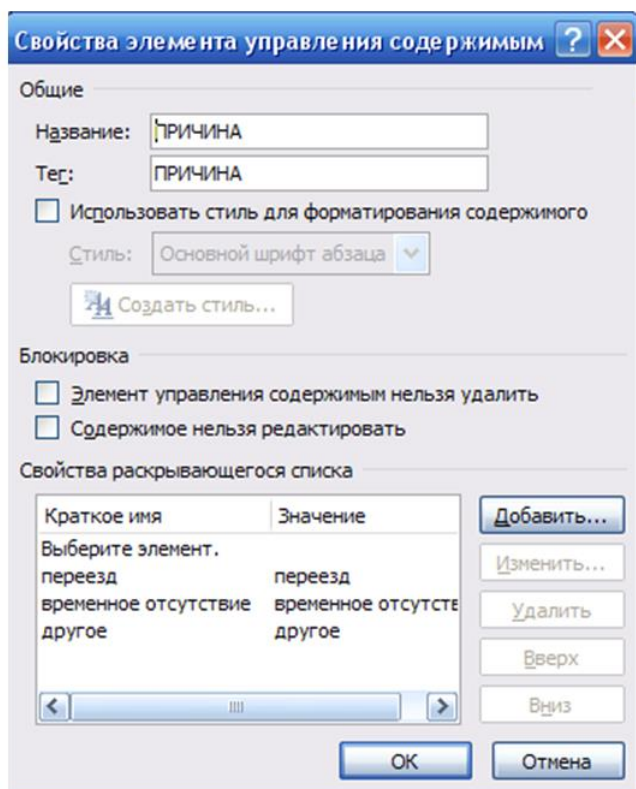 Свойства элемента управления содержимым
Общие
Название: ПРИЧИНА
Тег: ПРИЧИНА
Использовать стиль для форматирования содержимого
Стиль: Основной шрифт абзаца
Создать стиль...
Блокировка
Элемент управления содержимым нельзя удалить
Содержимое нельзя редактировать
Свойства раскрывающегося списка
Краткое имя Значение
Добавить...
Выберите элемент.
Изменить...
переезд переезд
временное отсутствие временное отсутств
Удалить
другое другое
Вверх
Вниз
ОК Отмена